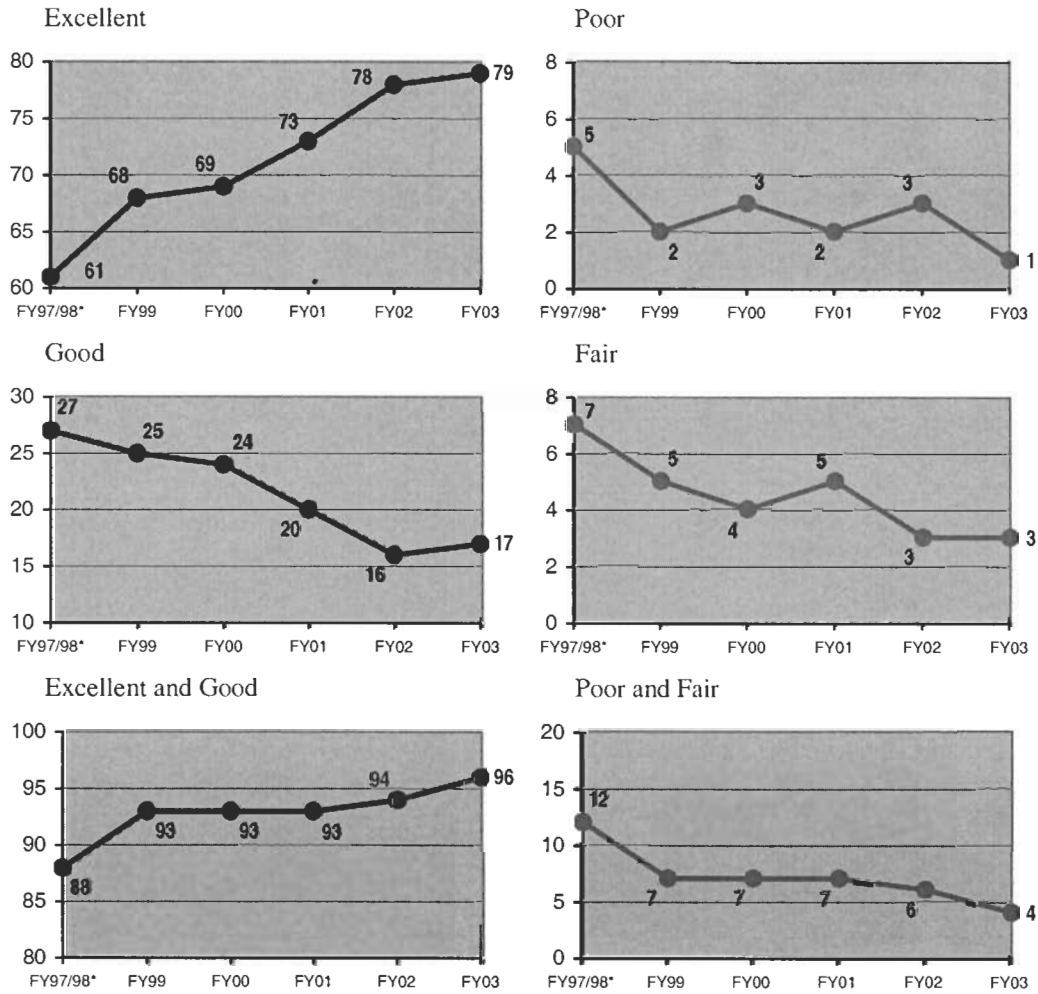 Excellent
80
75
70
65
60
61
68
69
73
78
79
FY97/98*
FY99
FY00
FY01
FY02
FY03
Poor
8
6
4
2
0
5
2
3
2
3
1
FY97/98*
FY99
FY00
FY01
FY02
FY03
Good
30
25
20
15
10
27
25
24
20
16
17
FY97/98*
FY99
FY00
FY01
FY02
FY03
Fair
8
6
4
2
0
7
5
4
5
3
3
FY97/98*
FY99
FY00
FY01
FY02
FY03
Excellent and Good
100
95
90
85
80
88
93
93
93
94
96
FY97/98*
FY99
FY00
FY01
FY02
FY03
Poor and Fair
20
15
10
5
0
12
7
7
7
6
4
FY97/98*
FY99
FY00
FY01
FY02
FY03